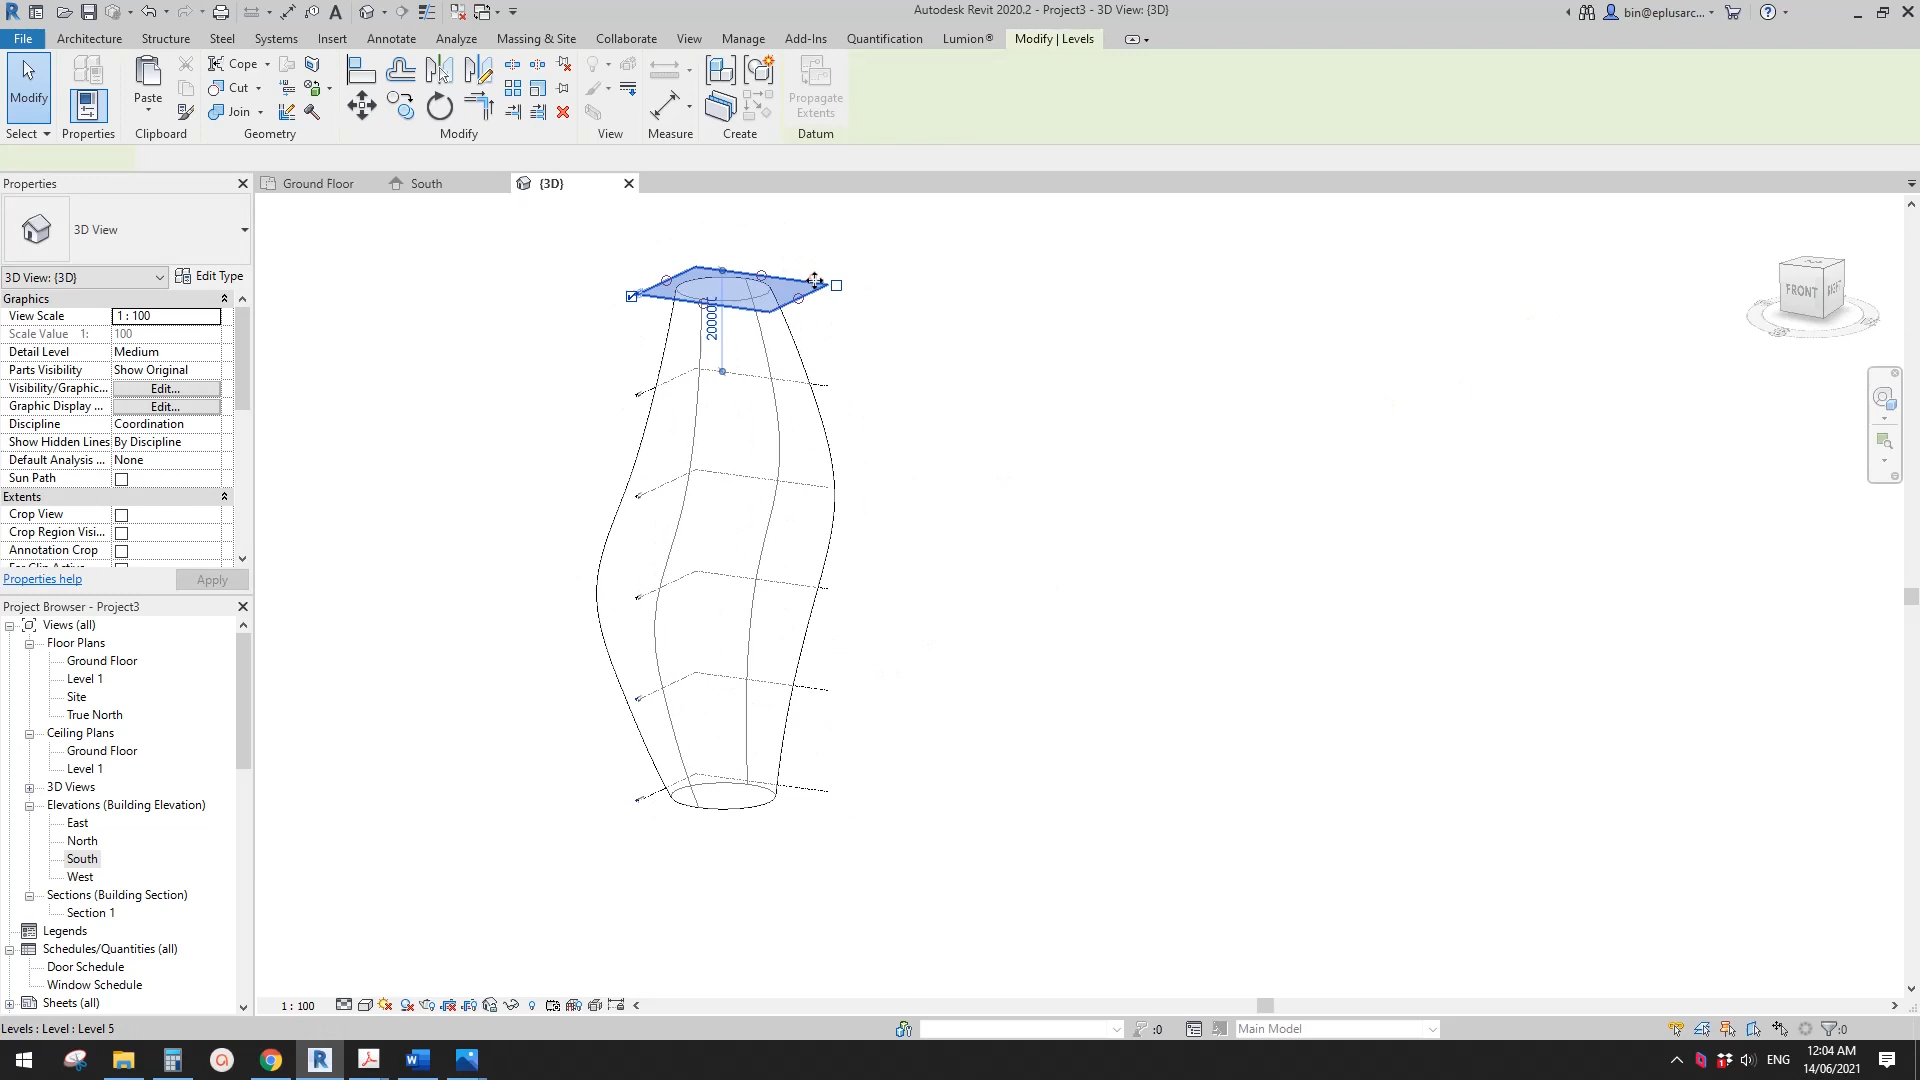 Autodesk Revit 2020.2 - Project3 - 3D View: {3D}
bin@eplusarc...
File
Architecture
Structure
Steel
Systems
Insert
Annotate
Analyze
Massing & Site
Collaborate
View
Manage
Add-Ins
Quantification
Lumion®
Modify | Levels
Modify
Paste
Cope
Cut
Join
Propagate
Extents
Select
Properties
Clipboard
Geometry
Modify
View
Measure
Create
Datum
Properties
Ground Floor
South
{3D}
3D View
3D View: {3D}
Edit Type
Graphics
View Scale
1 : 100
Scale Value 1:
100
Detail Level
Medium
Parts Visibility
Show Original
Visibility/Graphic...
Edit...
Graphic Display ...
Edit...
Discipline
Coordination
Show Hidden Lines
By Discipline
Default Analysis ...
None
Sun Path
Extents
Crop View
Crop Region Visi...
Annotation Crop
Properties help
Apply
Project Browser - Project3
Views (all)
Floor Plans
Ground Floor
Level 1
Site
True North
Ceiling Plans
Ground Floor
Level 1
3D Views
Elevations (Building Elevation)
East
North
South
West
Sections (Building Section)
Section 1
Legends
Schedules/Quantities (all)
Door Schedule
Window Schedule
Sheets (all)
FRONT
RIGHT
1 : 100
Levels : Level : Level 5
:0
Main Model
:0
ENG
12:04 AM
14/06/2021